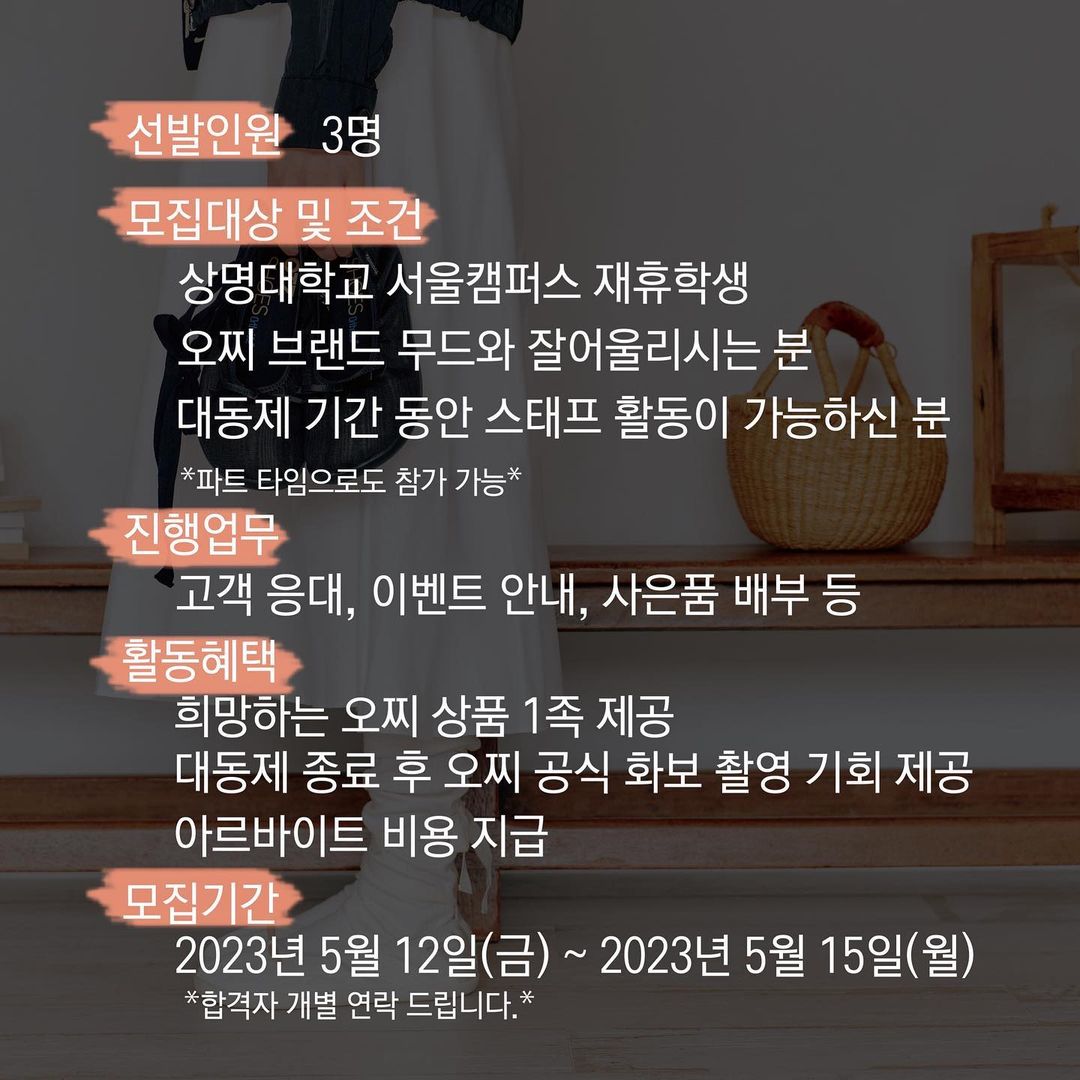 선발인원 3명
모집대상 및 조건
상명대학교 서울캠퍼스 재휴학생
오찌 브랜드 무드와 잘어울리시는 분
대동제 기간 동안 스태프 활동이 가능하신 분
*파트 타임으로도 참가 가능*
진행업무
고객 응대, 이벤트 안내, 사은품 배부 등
활동혜택
희망하는 오찌 상품 1족 제공
대동제 종료 후 오찌 공식 화보 촬영 기회 제공
아르바이트 비용 지급
모집기간
2023년 5월 12일(금) ~ 2023년 5월 15일(월)
*합격자 개별 연락 드립니다.*